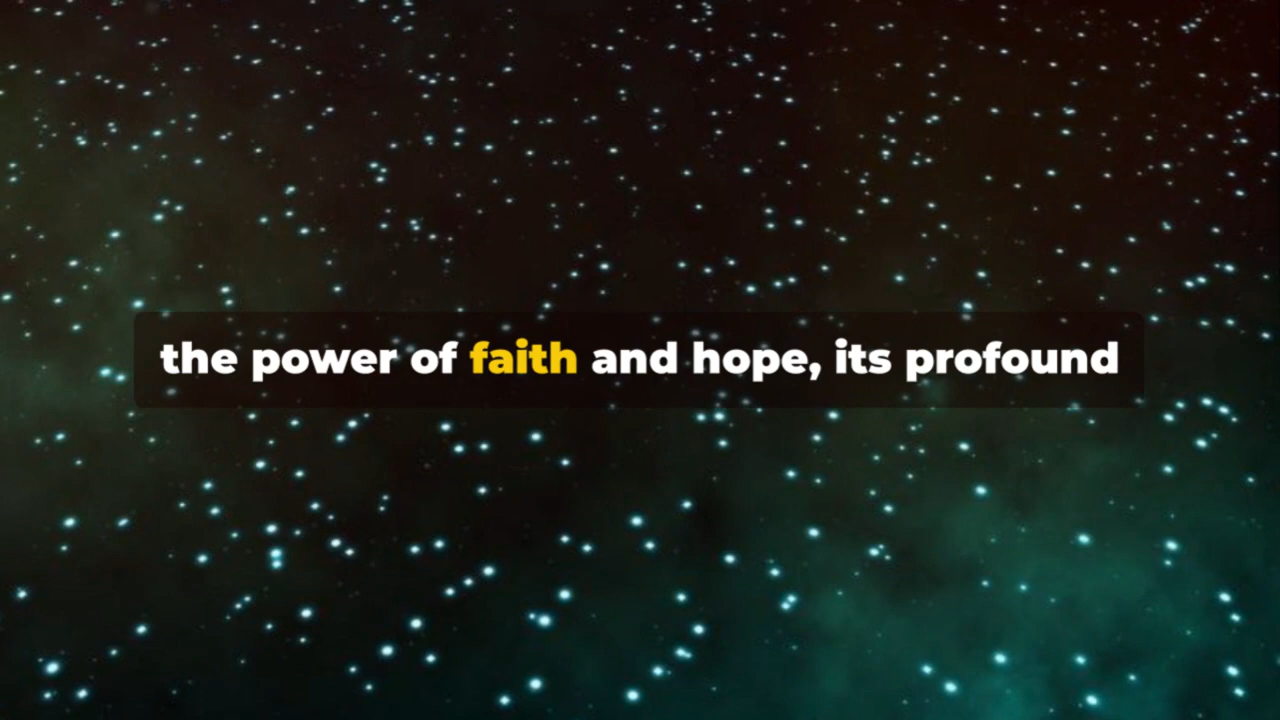 the power of faith and hope, its profound